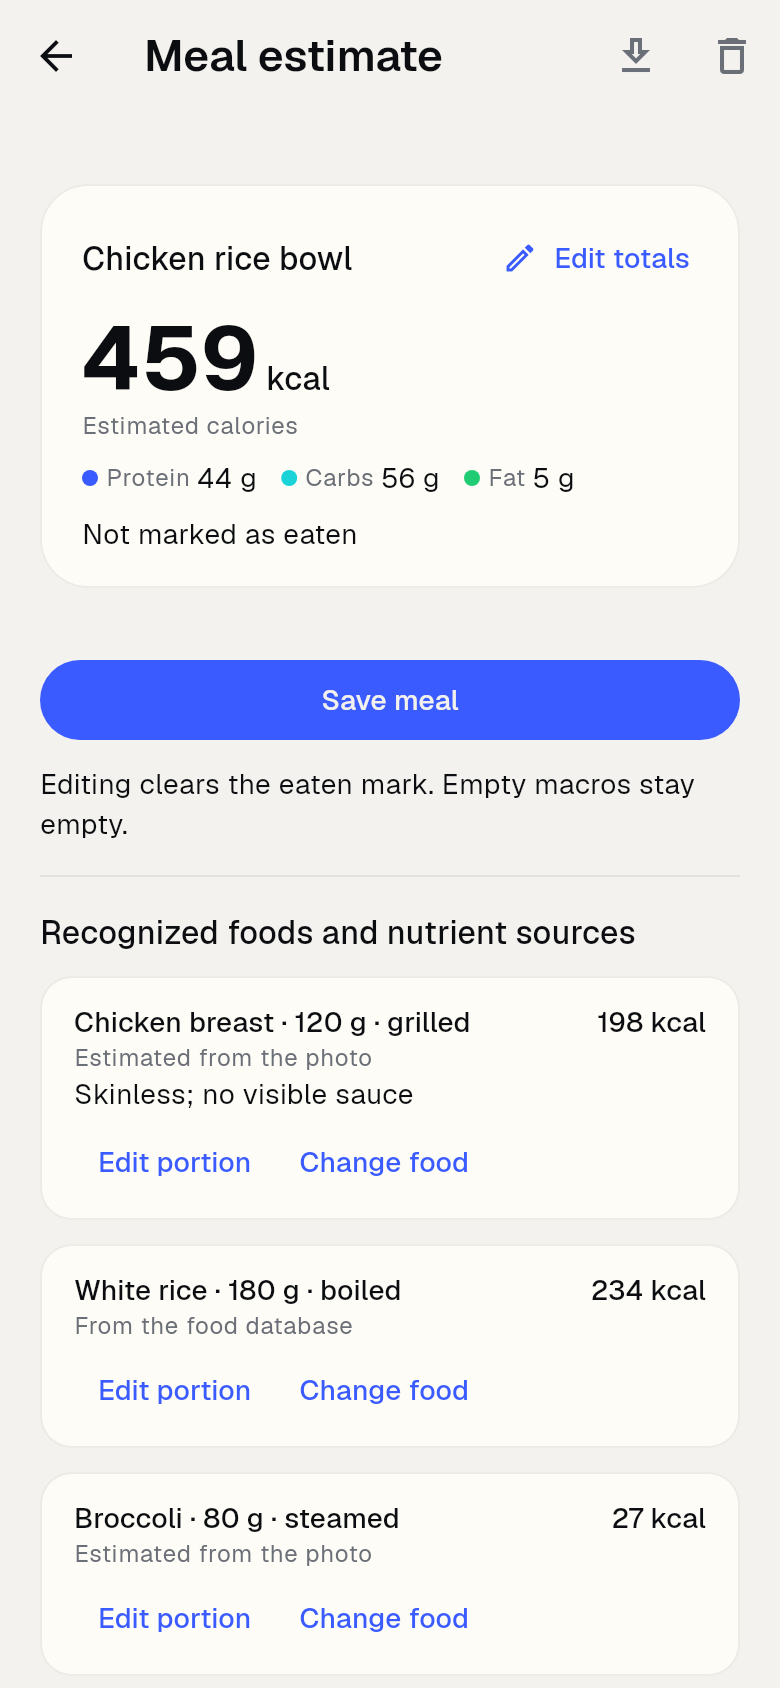 Meal estimate
Chicken rice bowl
Edit totals
459 kcal
Estimated calories
Protein 44 g Carbs 56 g Fat 5 g
Not marked as eaten
Save meal
Editing clears the eaten mark. Empty macros stay
empty.
Recognized foods and nutrient sources
Chicken breast · 120 g · grilled 198 kcal
Estimated from the photo
Skinless; no visible sauce
Edit portion Change food
White rice · 180 g · boiled 234 kcal
From the food database
Edit portion Change food
Broccoli · 80 g · steamed 27 kcal
Estimated from the photo
Edit portion Change food